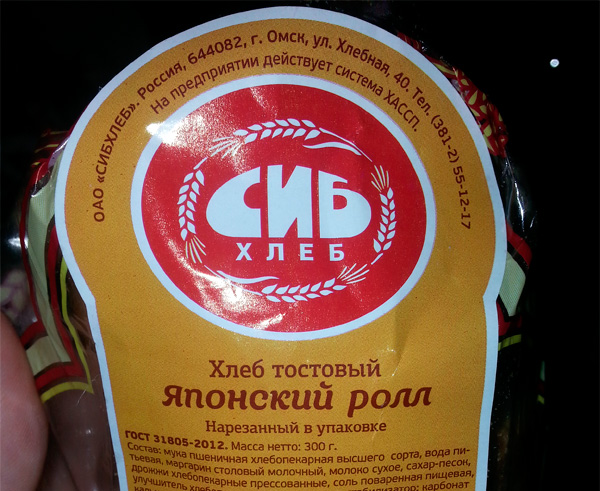 ОАО «СИБХЛЕБ». Россия, 644082, г. Омск, ул. Хлебная, 40. Тел. (381-2) 55-12-17
На предприятии действует система ХАССП.
СИБ
ХЛЕБ
Хлеб тостовый
Японский ролл
Нарезанный в упаковке
ГОСТ 31805-2012. Масса нетто: 300 г.
Состав: мука пшеничная хлебопекарная высшего сорта, вода пи-
тьевая, маргарин столовый молочный, молоко сухое, сахар-песок,
дрожжи хлебопекарные прессованные, соль поваренная пищевая,
улучшитель карбонат